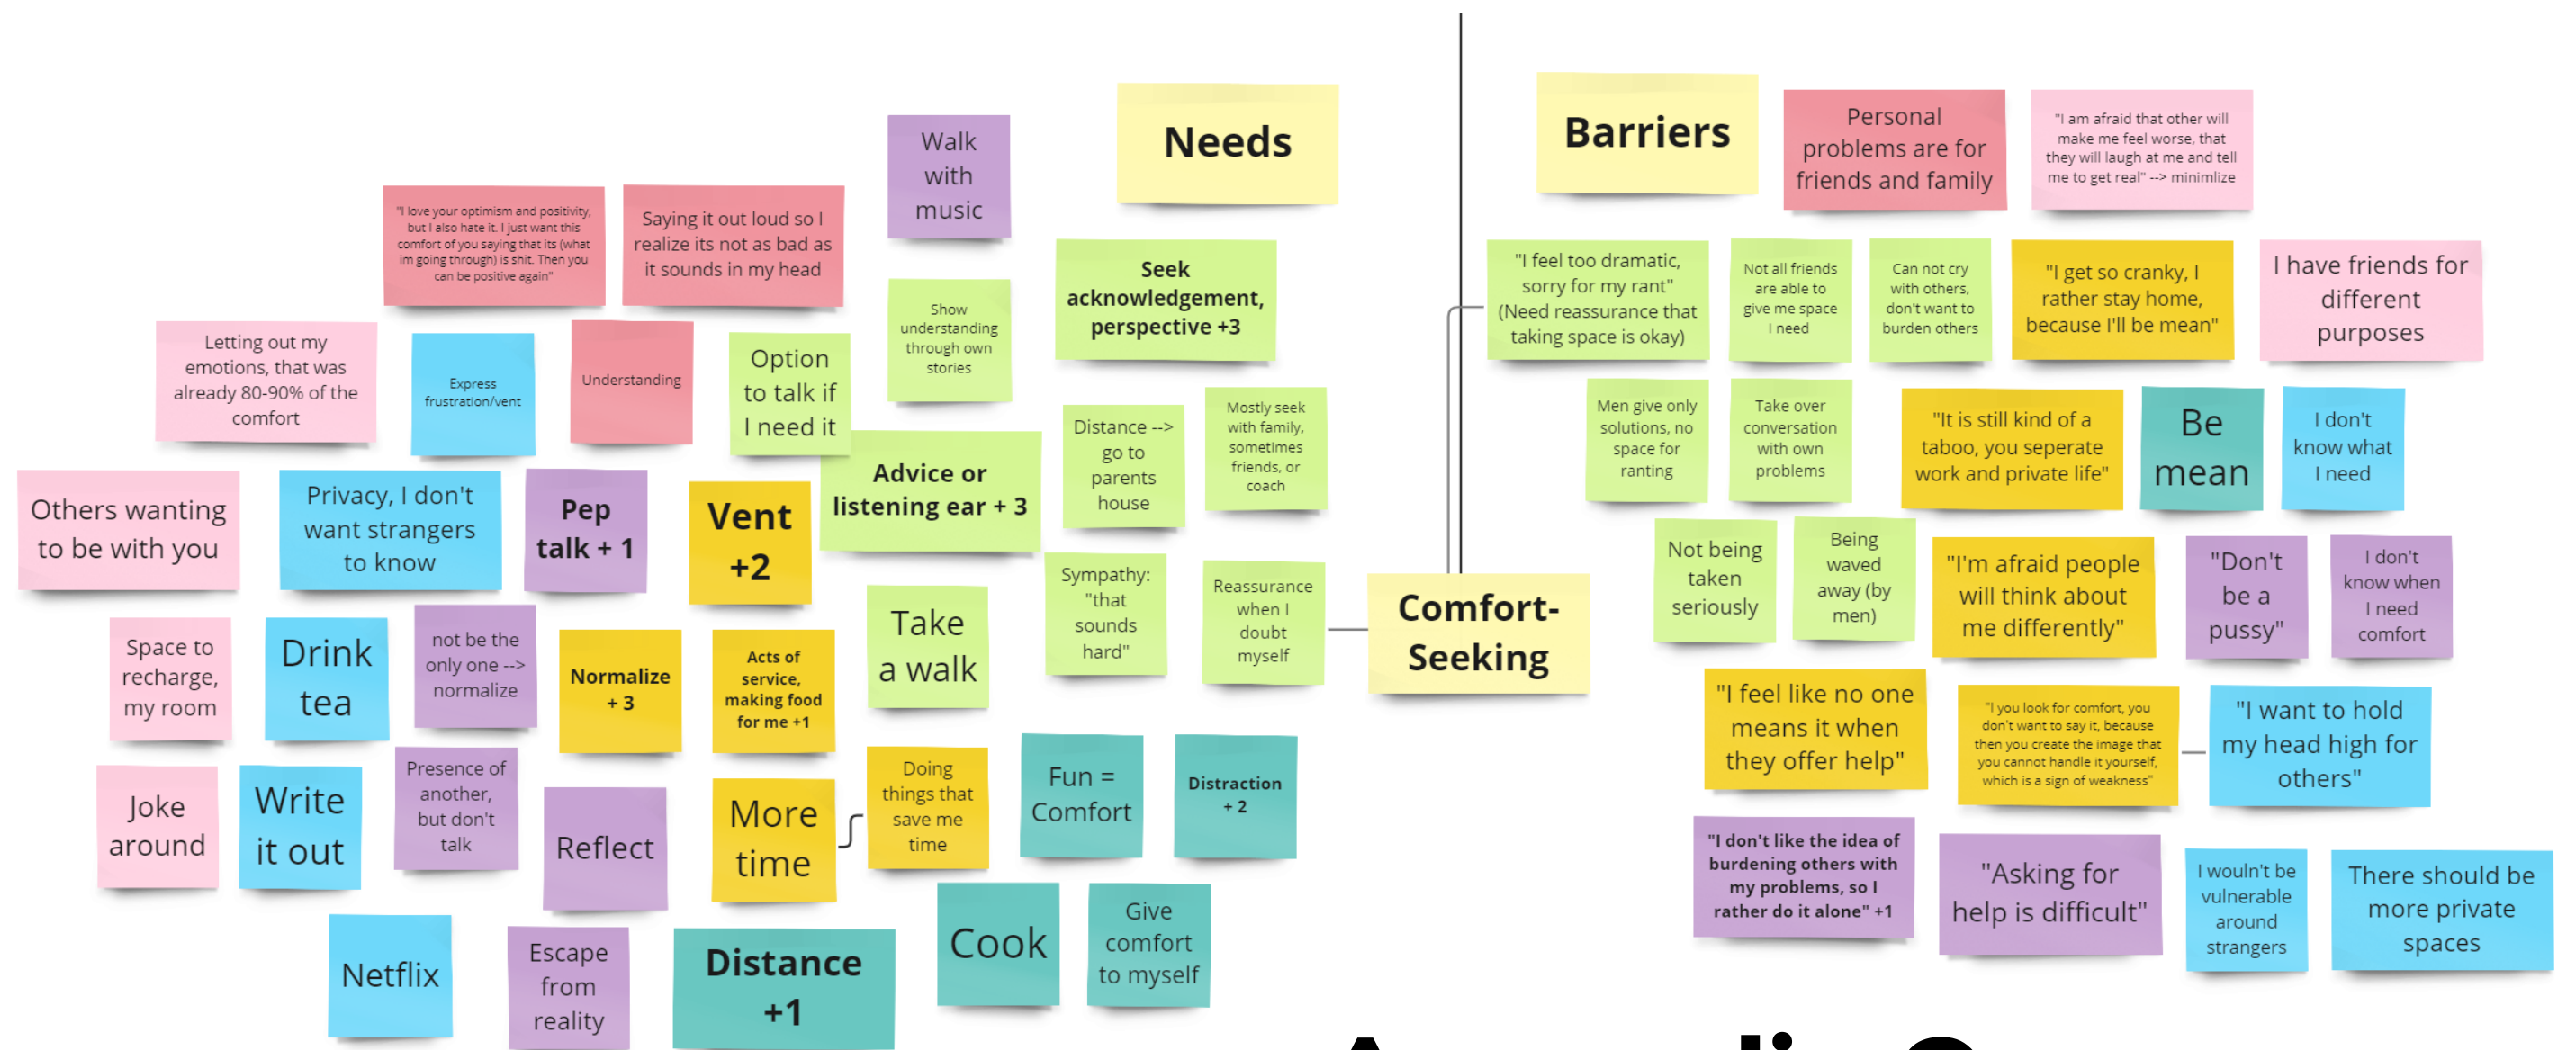 Needs
Walk
with
music
"I love your optimism and positivity,
but I also hate it. I just want this
comfort of you saying that its (what
im going through) is shit. Then you
can be positive again"
Saying it out loud so I
realize its not as bad as
it sounds in my head
Seek
acknowledgement,
perspective +3
Show
understanding
through own
stories
Letting out my
emotions, that was
already 80-90% of the
comfort
Express
frustration/vent
Understanding
Option
to talk if
I need it
Advice or
listening ear + 3
Distance -->
go to
parents
house
Mostly seek
with family,
sometimes
friends, or
coach
Others wanting
to be with you
Privacy, I don't
want strangers
to know
Pep
talk + 1
Vent
+2
Take
a walk
Sympathy:
"that
sounds
hard"
Reassurance
when I
doubt
myself
Space to
recharge,
my room
Drink
tea
not be the
only one -->
normalize
Normalize
+ 3
Acts of
service,
making food
for me +1
Joke
around
Write
it out
Presence of
another,
but don't
talk
Reflect
More
time
Doing
things that
save me
time
Fun =
Comfort
Distraction
+ 2
Netflix
Escape
from
reality
Distance
+1
Cook
Give
comfort
to myself
Comfort-
Seeking
Barriers
Personal
problems are for
friends and family
"I am afraid that other will
make me feel worse, that
they will laugh at me and tell
me to get real" --> minimlize
"I feel too dramatic,
sorry for my rant"
(Need reassurance that
taking space is okay)
Not all friends
are able to
give me space
I need
Can not cry
with others,
don't want to
burden others
"I get so cranky, I
rather stay home,
because I'll be mean"
I have friends for
different
purposes
Men give only
solutions, no
space for
ranting
Take over
conversation
with own
problems
"It is still kind of a
taboo, you seperate
work and private life"
Be
mean
I don't
know what
I need
Not being
taken
seriously
Being
waved
away (by
men)
"I'm afraid people
will think about
me differently"
"Don't
be a
pussy"
I don't
know when
I need
comfort
"I feel like no one
means it when
they offer help"
"I you look for comfort, you
don't want to say it, because
then you create the image that
you cannot handle it yourself,
which is a sign of weakness"
"I want to hold
my head high for
others"
"I don't like the idea of
burdening others with
my problems, so I
rather do it alone" +1
"Asking for
help is difficult"
I wouln't be
vulnerable
around
strangers
There should be
more private
spaces